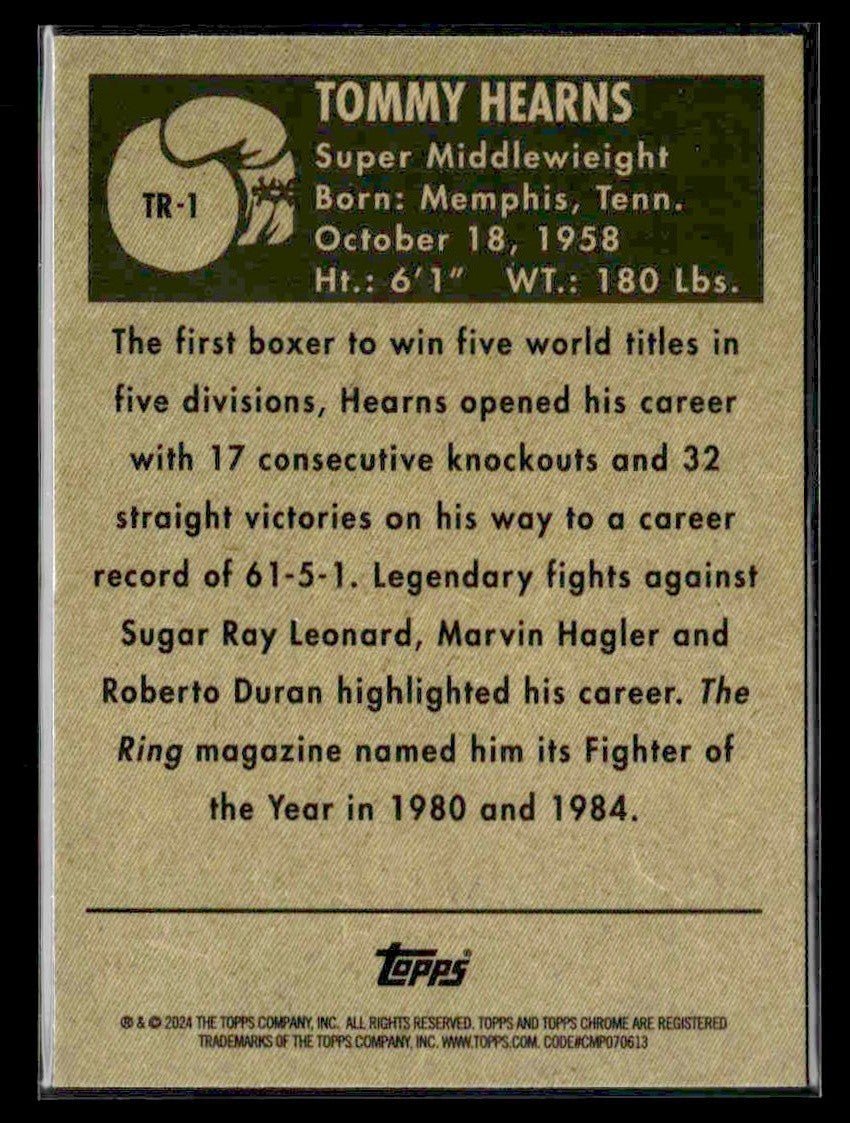 TOMMY HEARNS
TR-1
Super Middlewieight
Born: Memphis, Tenn.
October 18, 1958
Ht.: 6'1" WT.: 180 Lbs.
The first boxer to win five world titles in
five divisions, Hearns opened his career
with 17 consecutive knockouts and 32
straight victories on his way to a career
record of 61-5-1. Legendary fights against
Sugar Ray Leonard, Marvin Hagler and
Roberto Duran highlighted his career. The
Ring magazine named him its Fighter of
the Year in 1980 and 1984.
topps®
® & © 2024 THE TOPPS COMPANY, INC. ALL RIGHTS RESERVED. TOPPS AND TOPPS CHROME ARE REGISTERED
TRADEMARKS OF THE TOPPS COMPANY, INC. WWW.TOPPS.COM. CODE#CMP070613